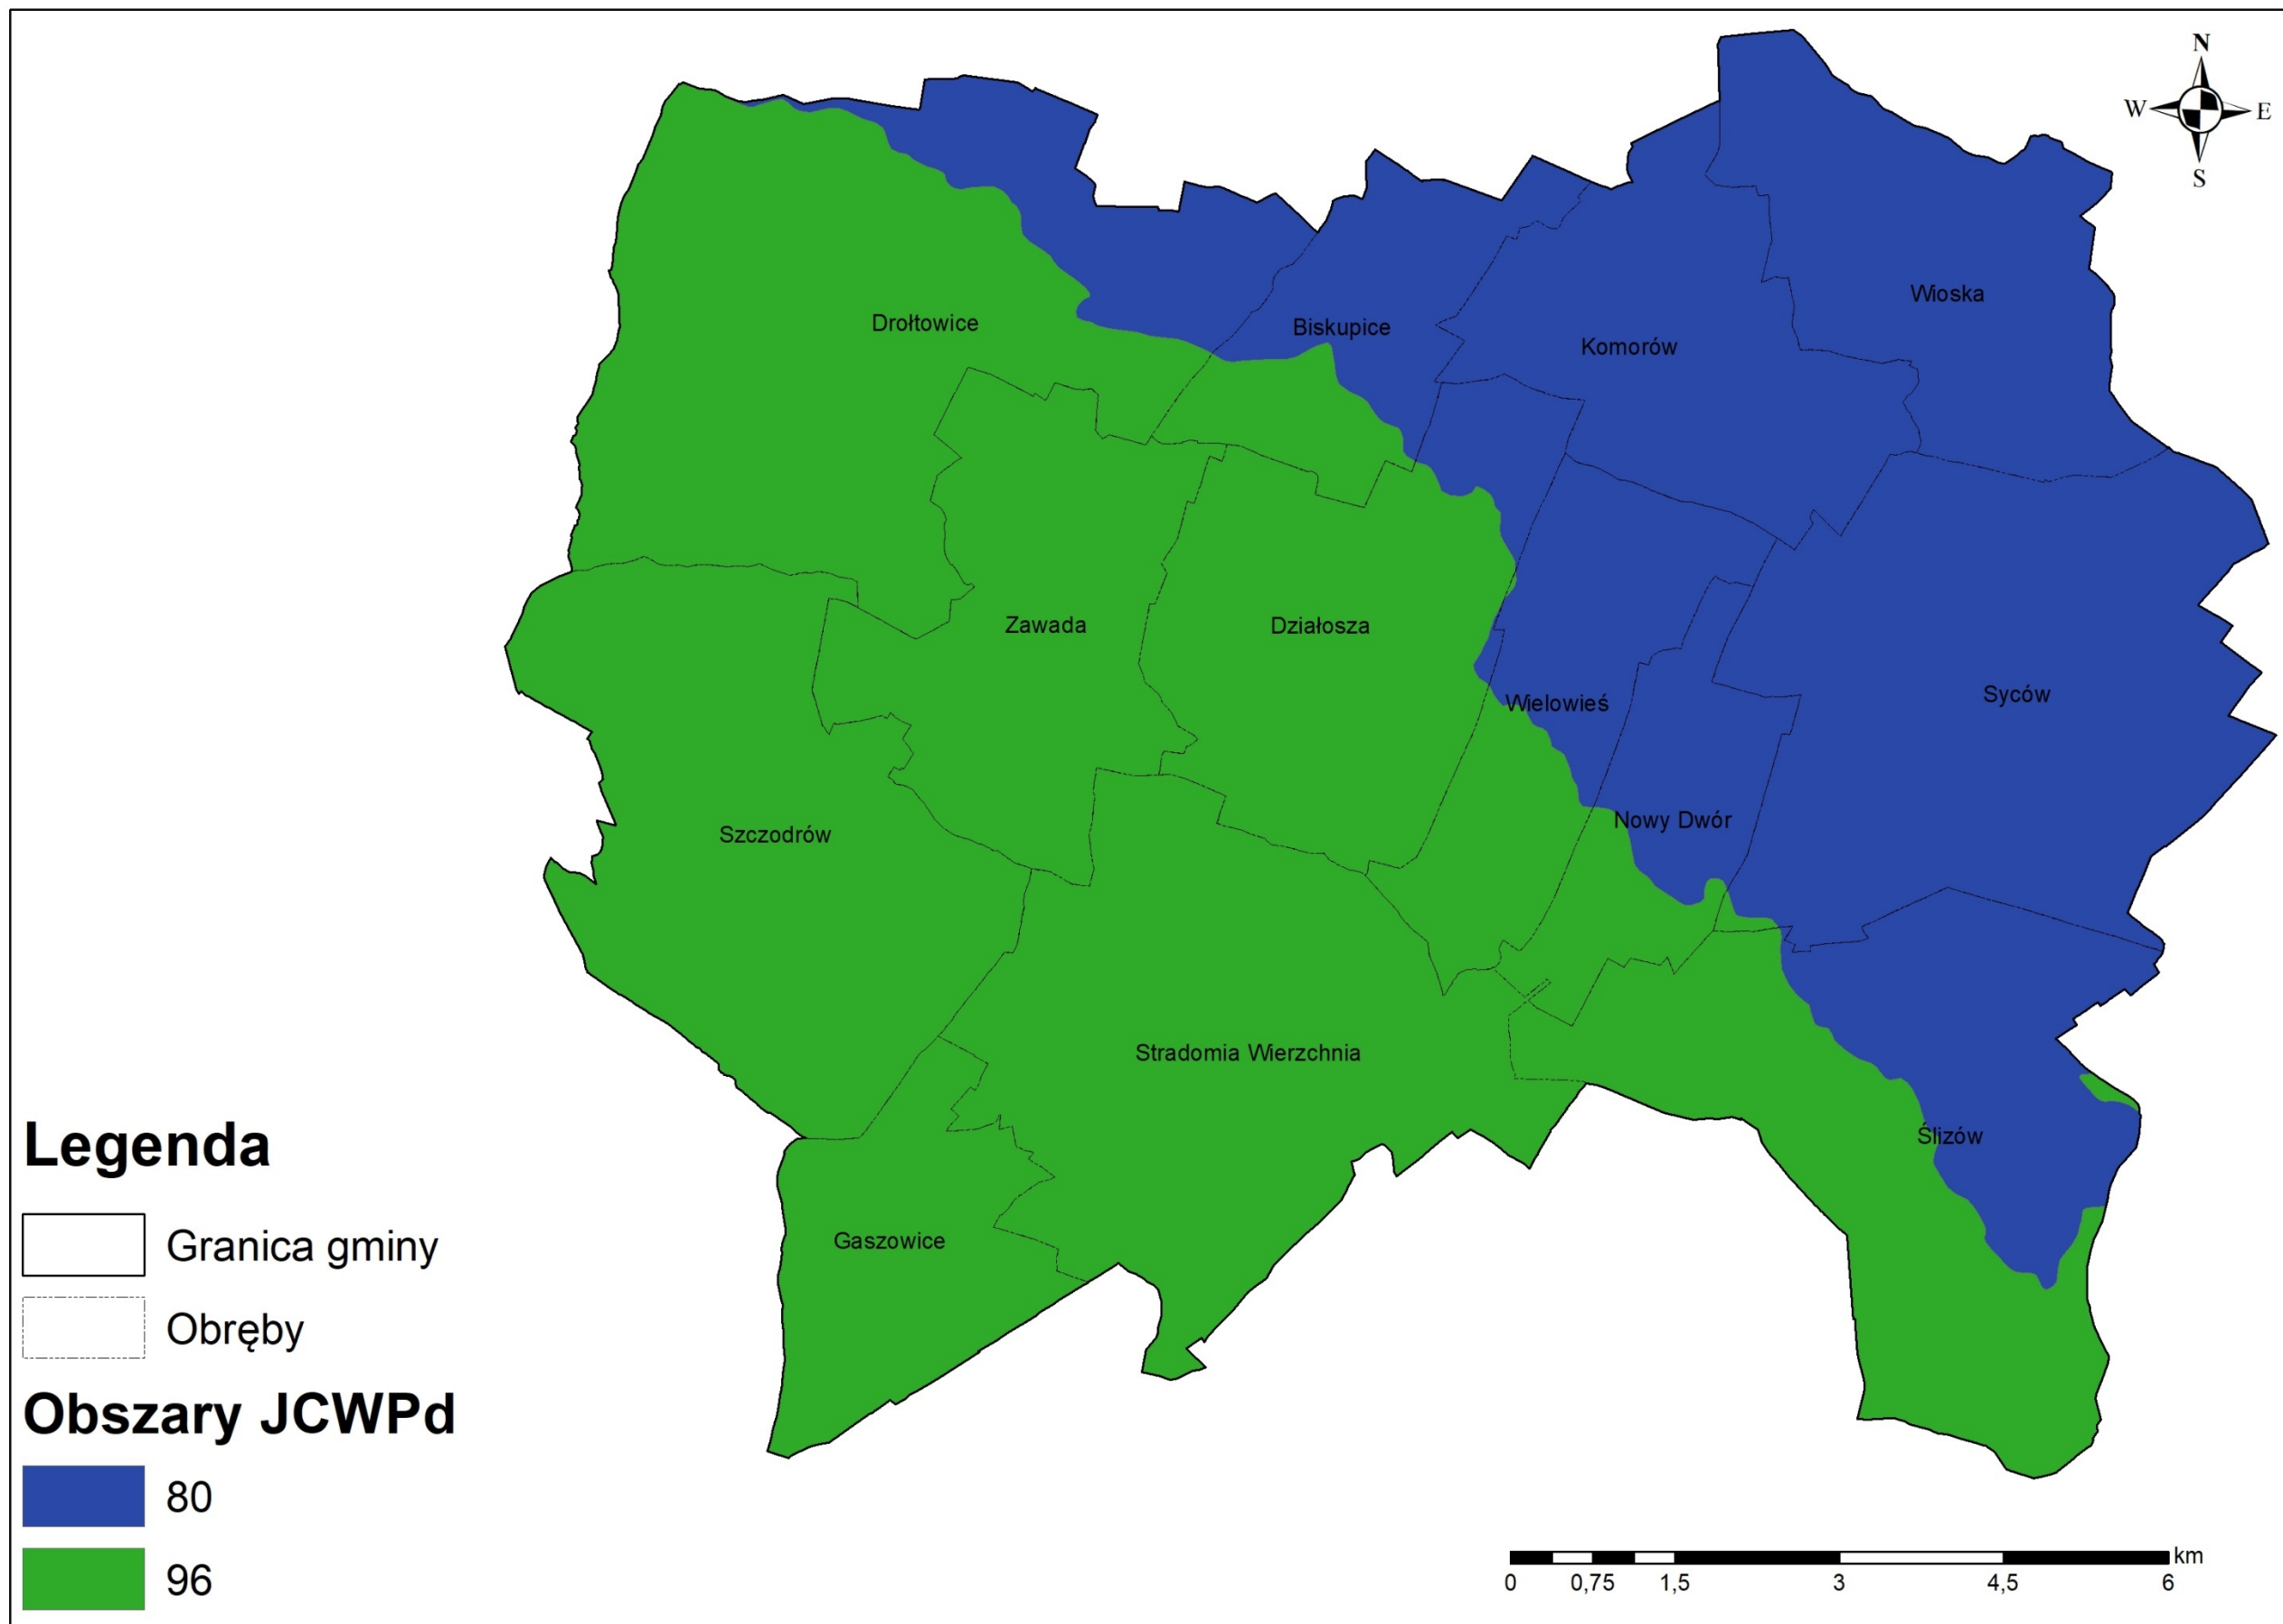 N
W E
S
Wioska
Drołtowice
Biskupice
Komorów
Zawada
Działosza
Syców
Wielowieś
Nowy Dwór
Szczodrów
Stradomia Wierzchnia
Ślizów
Gaszowice
Legenda
Granica gminy
Obręby
Obszary JCWPd
80
96
km
0 0,75 1,5 3 4,5 6